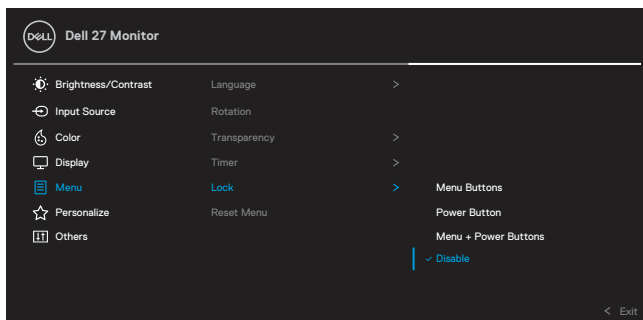 DELL Dell 27 Monitor
Brightness/Contrast Language >
Input Source Rotation
Color Transparency >
Display Timer >
Menu Lock > Menu Buttons
Personalize Reset Menu Power Button
Others Menu + Power Buttons
✓ Disable
< Exit